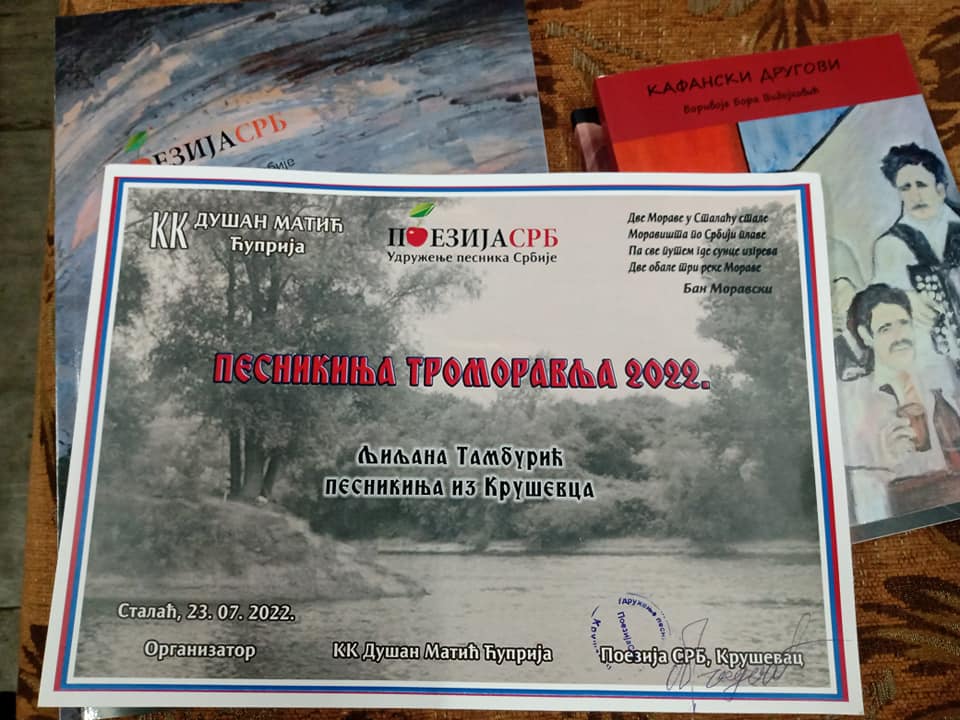 КАФАНСКИ ДРУГОВИ
Боривоје Бора Видојковић
ПОЕЗИЈАСРБ
КК ДУШАН МАТИЋ
Ћуприја
ПОЕЗИЈАСРБ
Удружење песника Србије
Две Мораве у Сталаћу стале
Моравишта по Србији плаве
Па све путем где сунце изгрева
Две обале три реке Мораве
Бан Моравски
ПЕСНИКИЊА ТРОМОРАВЉА 2022.
Љиљана Тамбурић
песникиња из Крушевца
Сталаћ, 23. 07. 2022.
Организатор
КК Душан Матић Ћуприја
Поезија СРБ, Крушевац